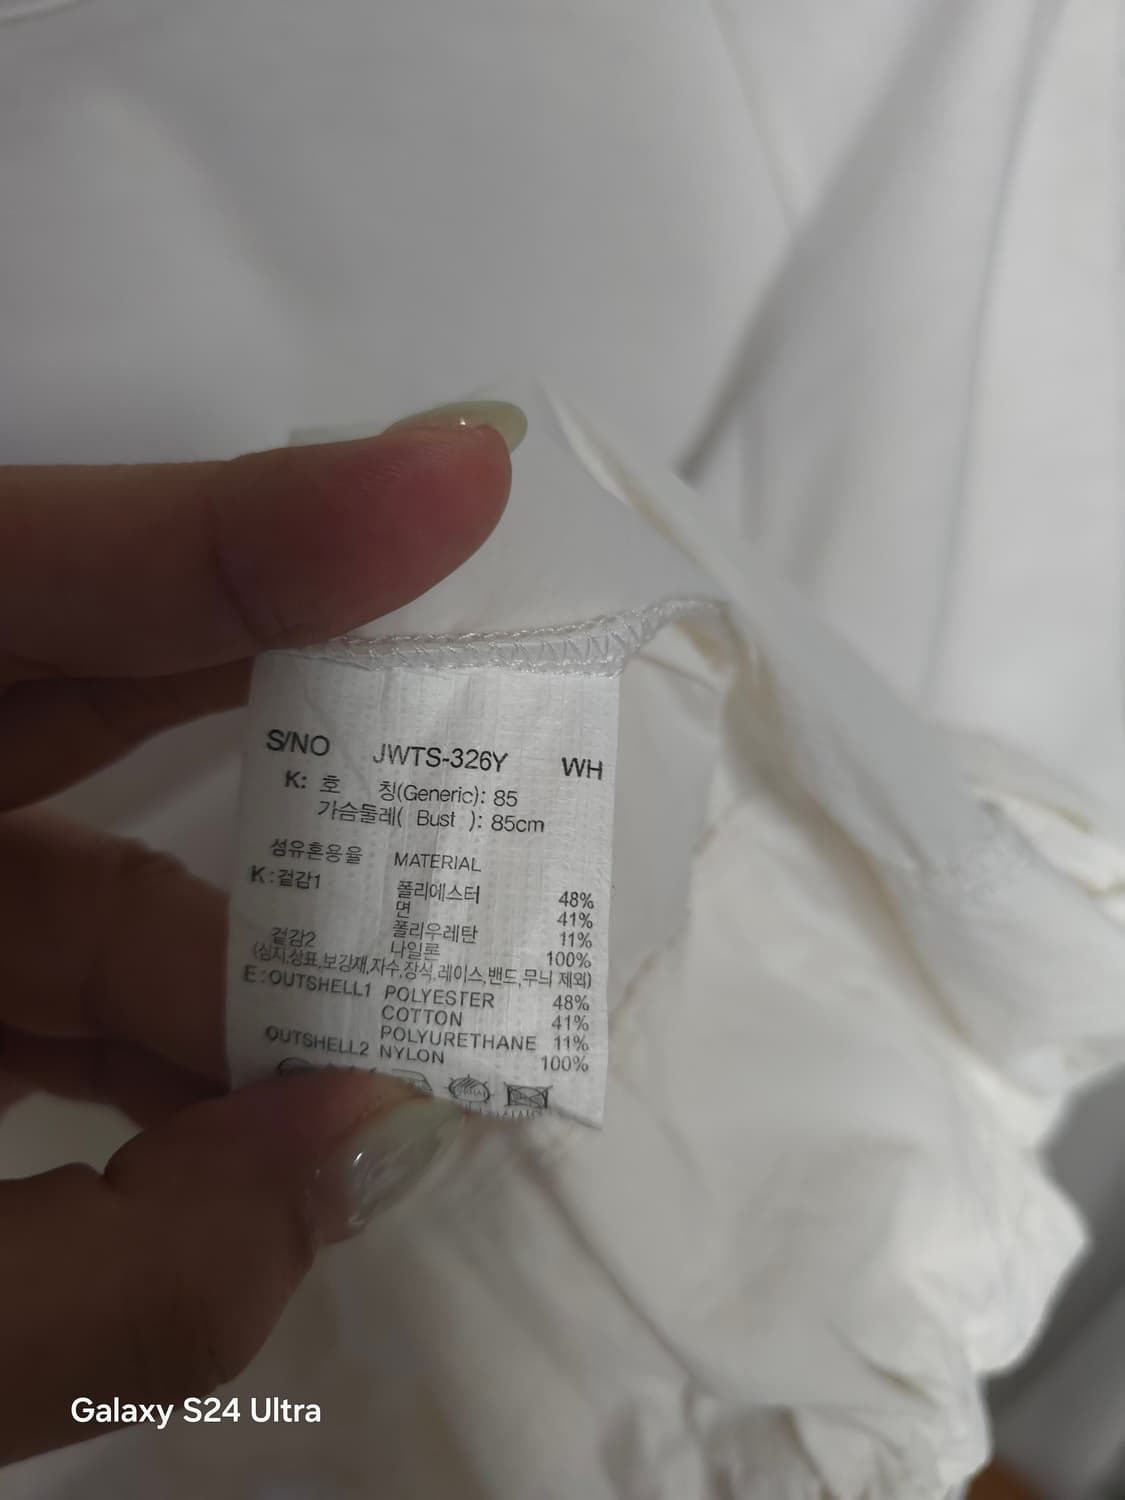 S/NO JWTS-326Y WH
K: 호 칭(Generic): 85
가슴둘레( Bust ): 85cm
섬유혼용율 MATERIAL
K:겉감1 폴리에스터 48%
면 41%
폴리우레탄 11%
겉감2 나일론 100%
(심지,상표,보강재,자수,장식,레이스,밴드,무늬 제외)
E:OUTSHELL1 POLYESTER 48%
COTTON 41%
POLYURETHANE 11%
OUTSHELL2 NYLON 100%
Galaxy S24 Ultra